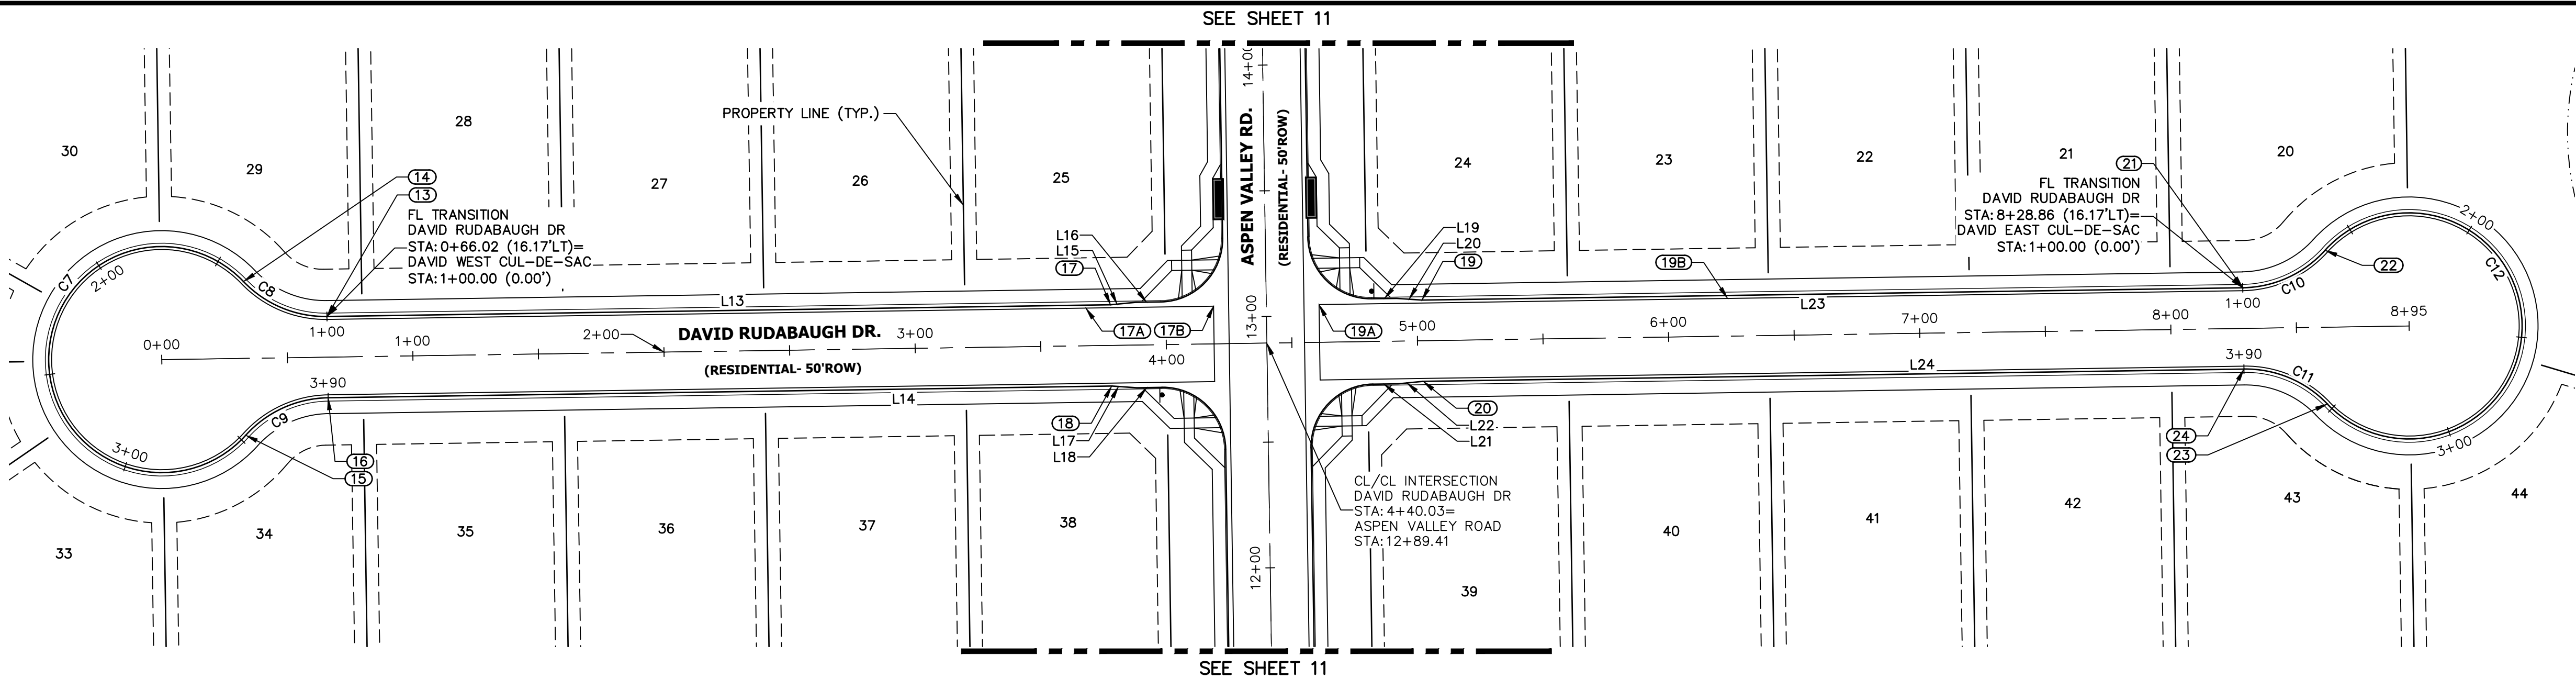 SEE SHEET 11
30
29
28
27
26
25
24
23
22
21
20
PROPERTY LINE (TYP.)
ASPEN VALLEY RD.
(RESIDENTIAL- 50'ROW)
14+00
13+00
12+00
14
13
FL TRANSITION
DAVID RUDABAUGH DR
STA: 0+66.02 (16.17'LT)=
DAVID WEST CUL-DE-SAC
STA: 1+00.00 (0.00')
21
FL TRANSITION
DAVID RUDABAUGH DR
STA: 8+28.86 (16.17'LT)=
DAVID EAST CUL-DE-SAC
STA: 1+00.00 (0.00')
L16
L15
17
L19
L20
19
19B
22
C7
2+00
C8
L13
L23
C10
C12
2+00
1+00
0+00
1+00
2+00
DAVID RUDABAUGH DR.
(RESIDENTIAL- 50'ROW)
3+00
17A
17B
4+00
19A
5+00
6+00
7+00
8+00
1+00
8+95
3+90
C9
3+00
L14
L24
3+90
C11
3+00
16
15
18
L17
L18
20
L22
L21
24
23
CL/CL INTERSECTION
DAVID RUDABAUGH DR
STA: 4+40.03=
ASPEN VALLEY ROAD
STA: 12+89.41
33
34
35
36
37
38
39
40
41
42
43
44
SEE SHEET 11